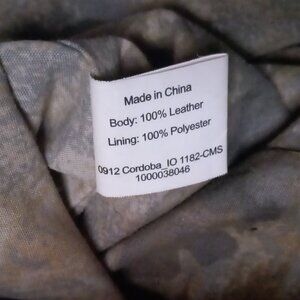 Made in China
Body: 100% Leather
Lining: 100% Polyester
0912 Cordoba_IO 1182-CMS
1000038046